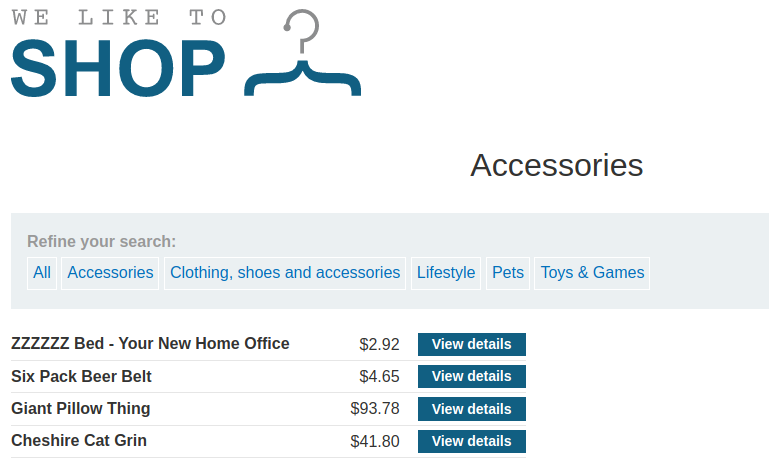 WE LIKE TO
SHOP
Accessories
Refine your search:
All Accessories Clothing, shoes and accessories Lifestyle Pets Toys & Games
ZZZZZZ Bed - Your New Home Office $2.92 View details
Six Pack Beer Belt $4.65 View details
Giant Pillow Thing $93.78 View details
Cheshire Cat Grin $41.80 View details